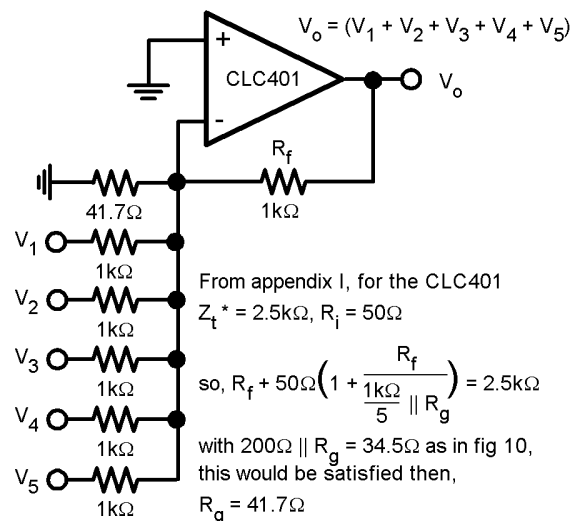 V_o = (V_1 + V_2 + V_3 + V_4 + V_5)
+
CLC401
-
V_o
R_f
1kΩ
41.7Ω
V_1
1kΩ
V_2
1kΩ
V_3
1kΩ
V_4
1kΩ
V_5
1kΩ
From appendix I, for the CLC401
Z_t* = 2.5kΩ, R_i = 50Ω
so, R_f + 50Ω(1 + R_f / (1kΩ/5 || R_g)) = 2.5kΩ
with 200Ω || R_g = 34.5Ω as in fig 10,
this would be satisfied then,
R_g = 41.7Ω